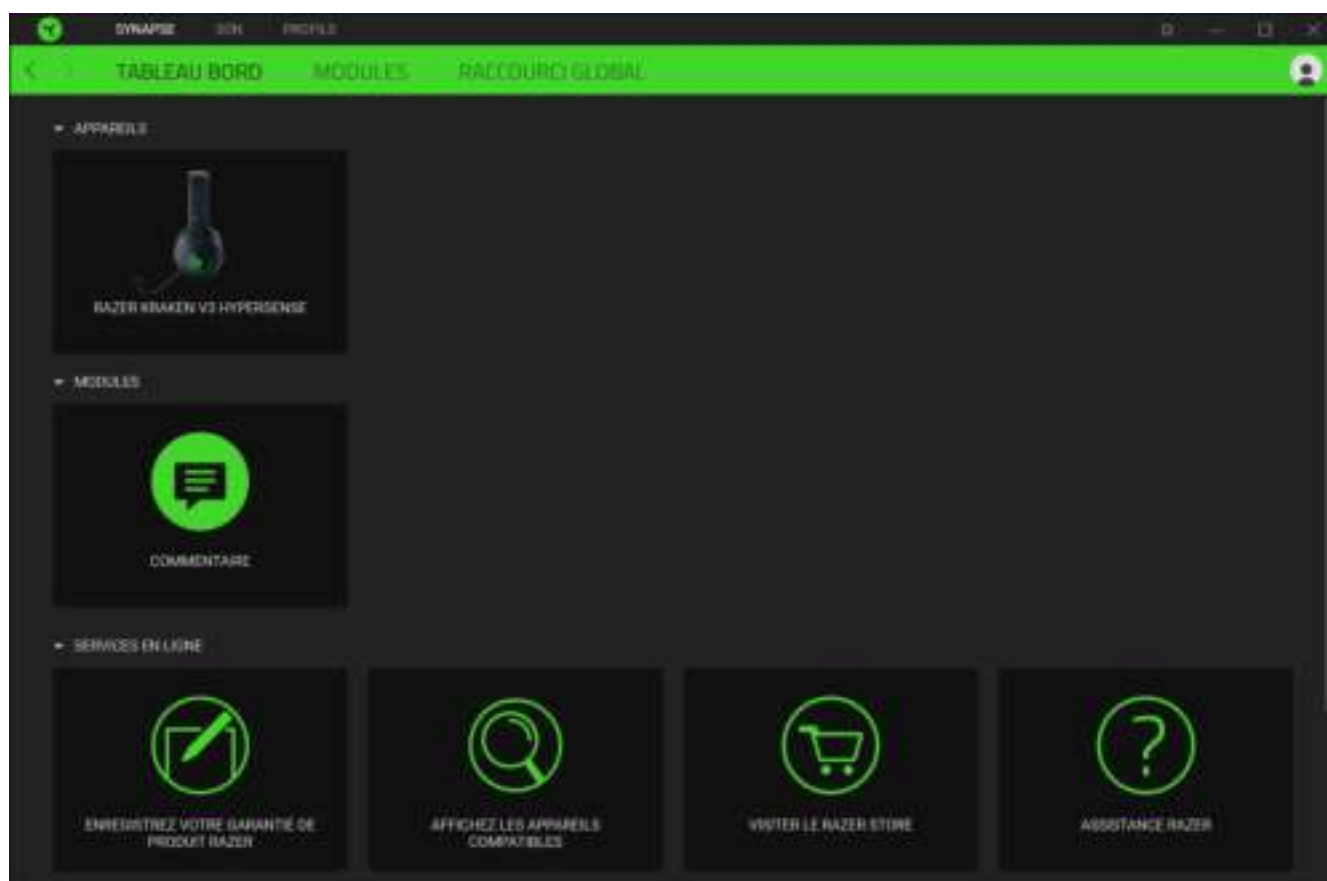 SYNAPSE SON PROFILS
TABLEAU BORD MODULES RACCOURCI GLOBAL
APPAREILS
RAZER KRAKEN V3 HYPERSENSE
MODULES
COMMENTAIRE
SERVICES EN LIGNE
ENREGISTREZ VOTRE GARANTIE DE
PRODUIT RAZER
AFFICHEZ LES APPAREILS
COMPATIBLES
VISITER LE RAZER STORE
ASSISTANCE RAZER